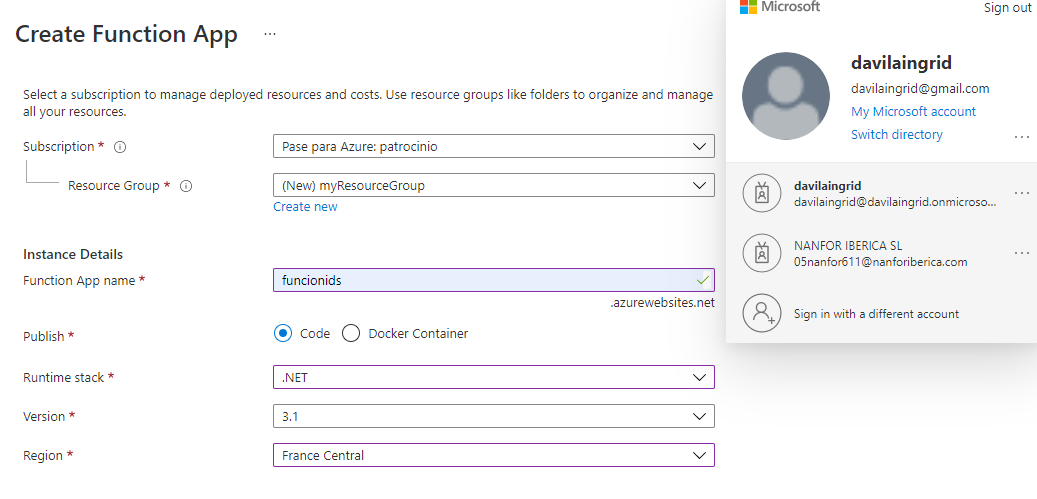 Create Function App ...
Select a subscription to manage deployed resources and costs. Use resource groups like folders to organize and manage
all your resources.
Subscription *
Pase para Azure: patrocinio
Resource Group *
(New) myResourceGroup
Create new
Instance Details
Function App name *
funcionids
.azurewebsites.net
Publish *
Code
Docker Container
Runtime stack *
.NET
Version *
3.1
Region *
France Central
Microsoft
Sign out
davilaingrid
davilaingrid@gmail.com
My Microsoft account
Switch directory
...
davilaingrid
davilaingrid@davilaingrid.onmicroso...
...
NANFOR IBERICA SL
05nanfor611@nanforiberica.com
...
Sign in with a different account